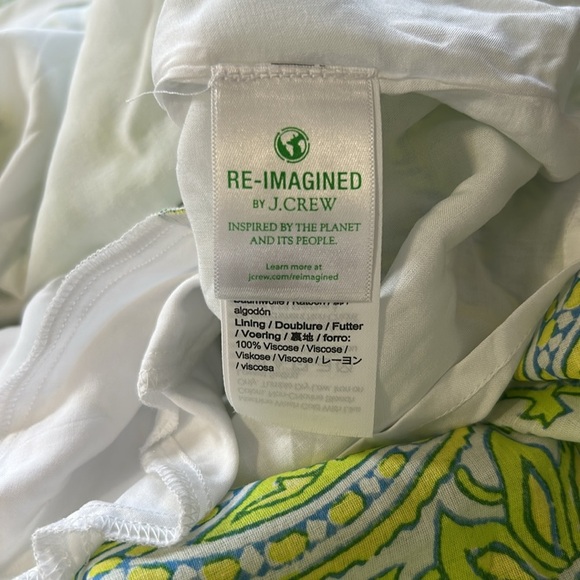 RE-IMAGINED
BY J.CREW
INSPIRED BY THE PLANET
AND ITS PEOPLE.
Learn more at
jcrew.com/reimagined
algodón
Lining / Doublure / Futter
/ Voering / 裏地 / forro:
100% Viscose / Viscose /
Viskose / Viscose / レーヨン
/ viscosa